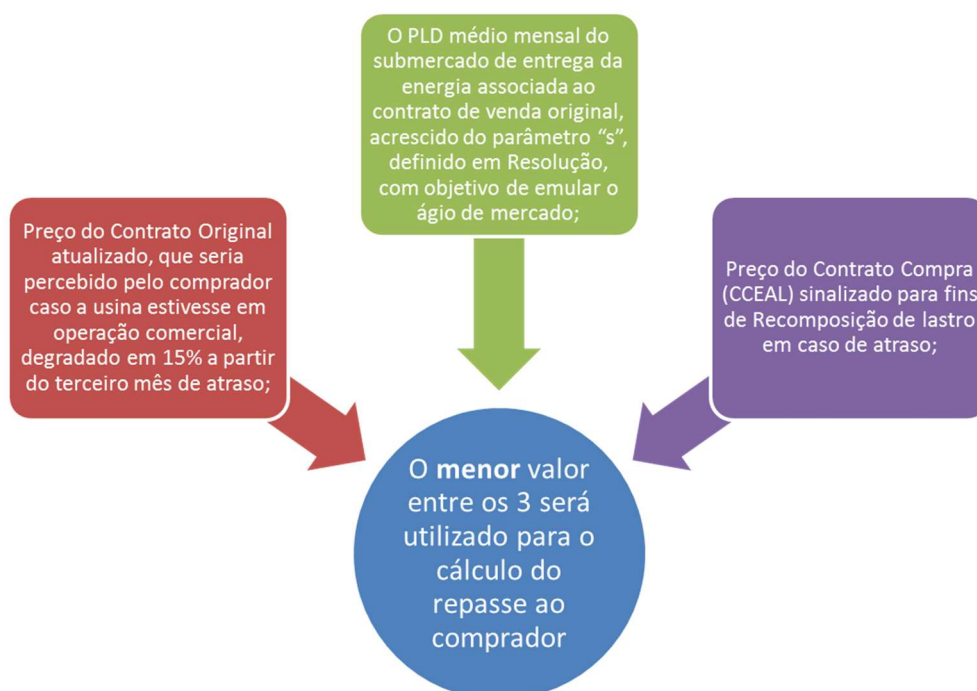 O PLD médio mensal do
submercado de entrega da
energia associada ao
contrato de venda original,
acrescido do parâmetro “s”,
definido em Resolução,
com objetivo de emular o
ágio de mercado;
Preço do Contrato Original
atualizado, que seria
percebido pelo comprador
caso a usina estivesse em
operação comercial,
degradado em 15% a partir
do terceiro mês de atraso;
Preço do Contrato Compra
(CCEAL) sinalizado para fins
de Recomposição de lastro
em caso de atraso;
O menor valor
entre os 3 será
utilizado para o
cálculo do
repasse ao
comprador